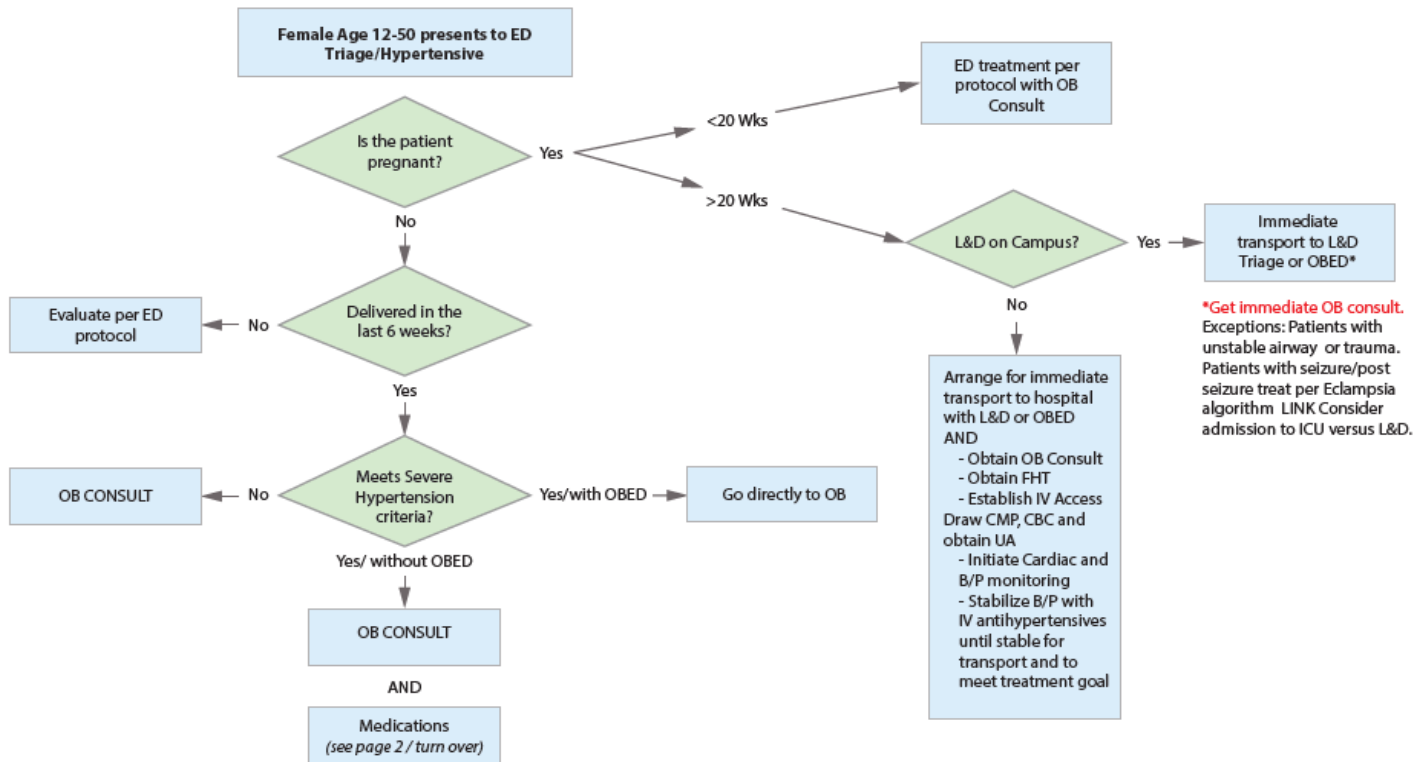 Female Age 12-50 presents to ED
Triage/Hypertensive
Is the patient
pregnant?
Yes
<20 Wks
ED treatment per
protocol with OB
Consult
>20 Wks
L&D on Campus?
Yes
Immediate
transport to L&D
Triage or OBED*
*Get immediate OB consult.
Exceptions: Patients with
unstable airway or trauma.
Patients with seizure/post
seizure treat per Eclampsia
algorithm LINK Consider
admission to ICU versus L&D.
No
Arrange for immediate
transport to hospital
with L&D or OBED
AND
- Obtain OB Consult
- Obtain FHT
- Establish IV Access
Draw CMP, CBC and
obtain UA
- Initiate Cardiac and
B/P monitoring
- Stabilize B/P with
IV antihypertensives
until stable for
transport and to
meet treatment goal
No
Delivered in the
last 6 weeks?
No
Evaluate per ED
protocol
Yes
Meets Severe
Hypertension
criteria?
No
OB CONSULT
Yes/with OBED
Go directly to OB
Yes/ without OBED
OB CONSULT
AND
Medications
(see page 2 / turn over)